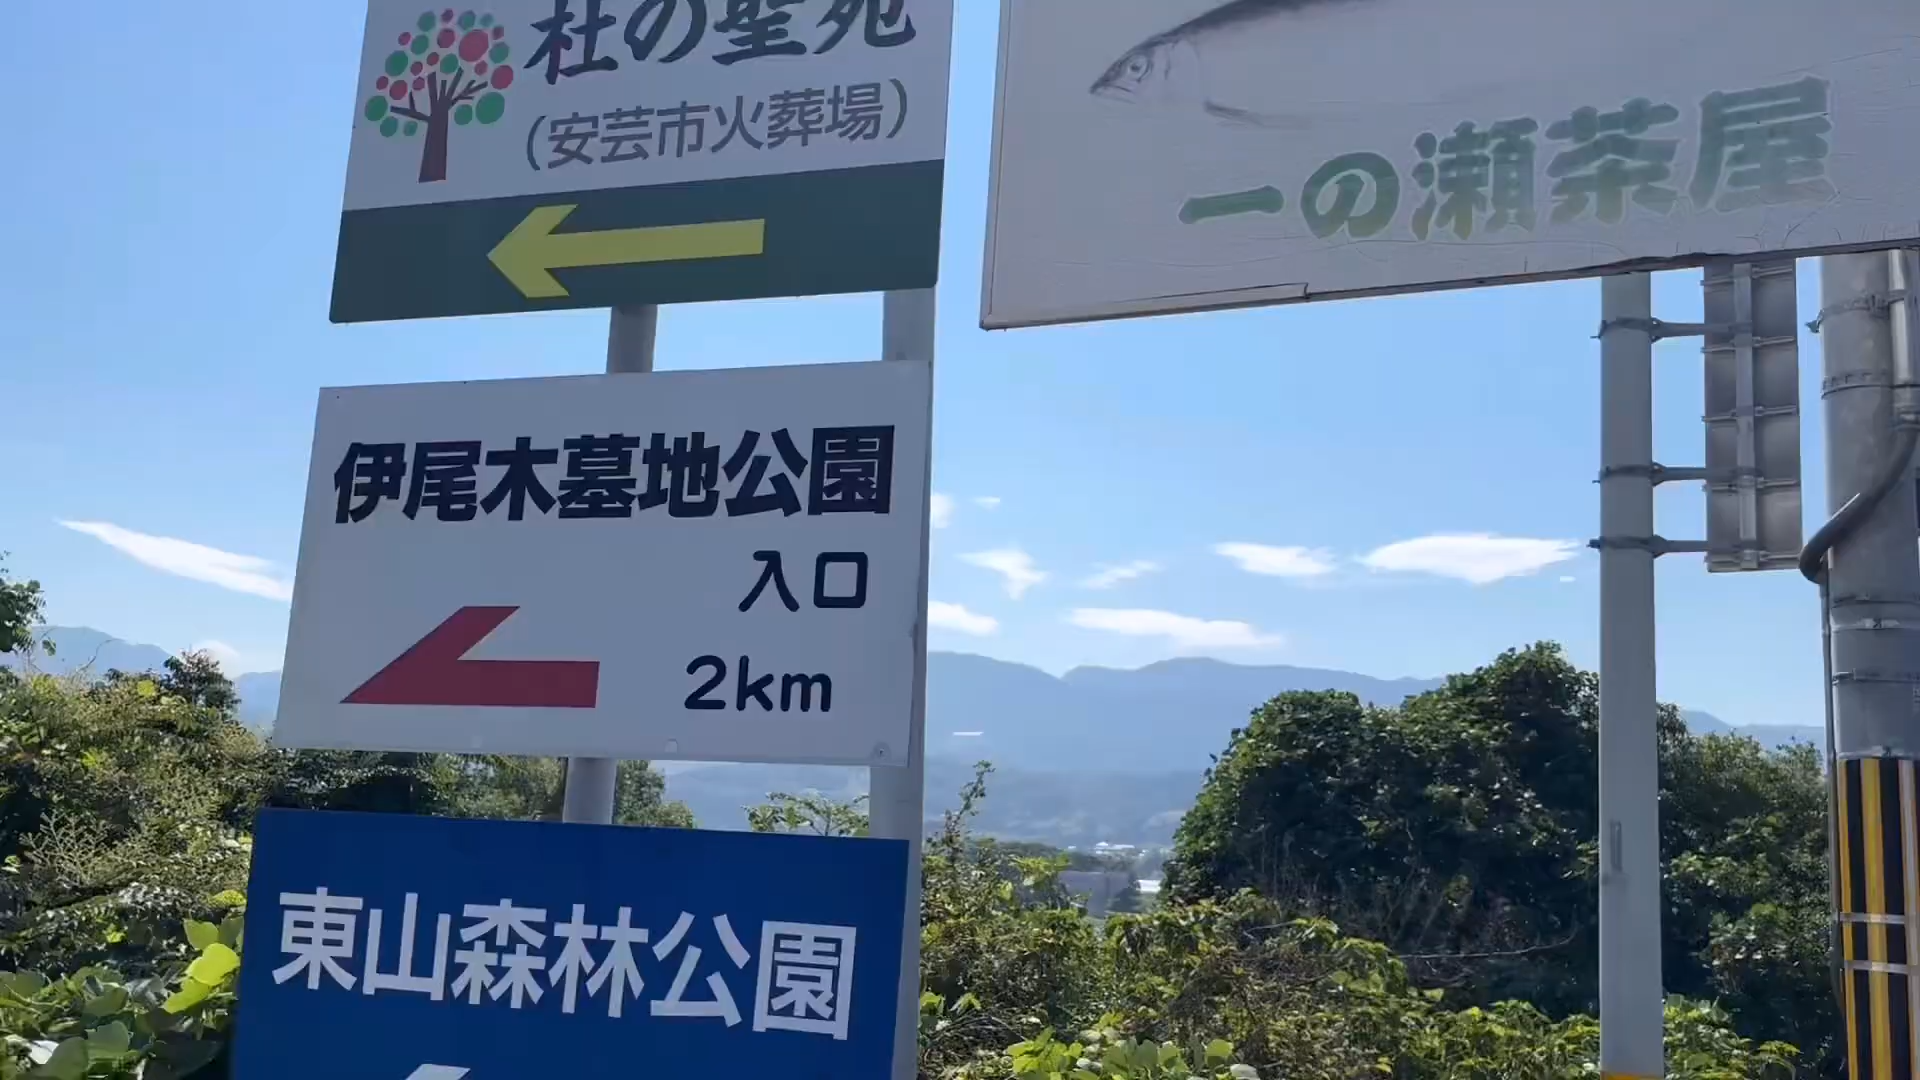 杜の聖苑
(安芸市火葬場)
伊尾木墓地公園
入口
2km
東山森林公園
一の瀬茶屋